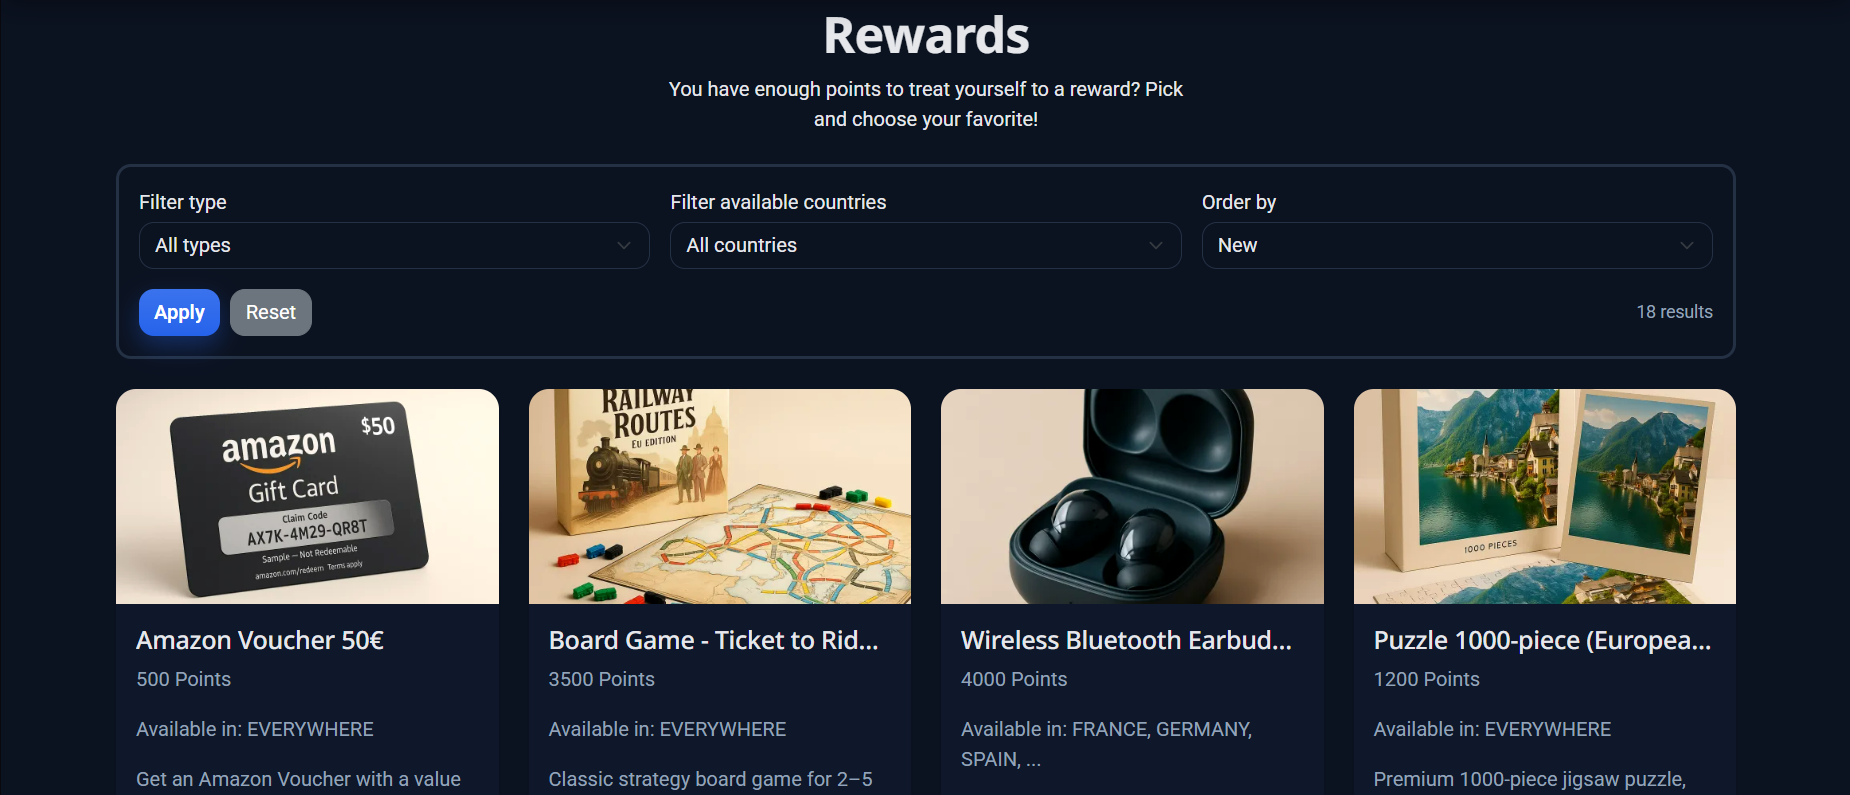 Rewards
You have enough points to treat yourself to a reward? Pick
and choose your favorite!
Filter type
Filter available countries
Order by
All types
All countries
New
Apply
Reset
18 results
$50
amazon
Gift Card
Claim Code
AX7K-4M29-QR8T
Sample – Not Redeemable
amazon.com/redeem Terms apply
RAILWAY
ROUTES
EU EDITION
1000 PIECES
Amazon Voucher 50€
500 Points
Available in: EVERYWHERE
Get an Amazon Voucher with a value
Board Game - Ticket to Rid...
3500 Points
Available in: EVERYWHERE
Classic strategy board game for 2–5
Wireless Bluetooth Earbud...
4000 Points
Available in: FRANCE, GERMANY,
SPAIN, ...
Puzzle 1000-piece (Europea...
1200 Points
Available in: EVERYWHERE
Premium 1000-piece jigsaw puzzle,